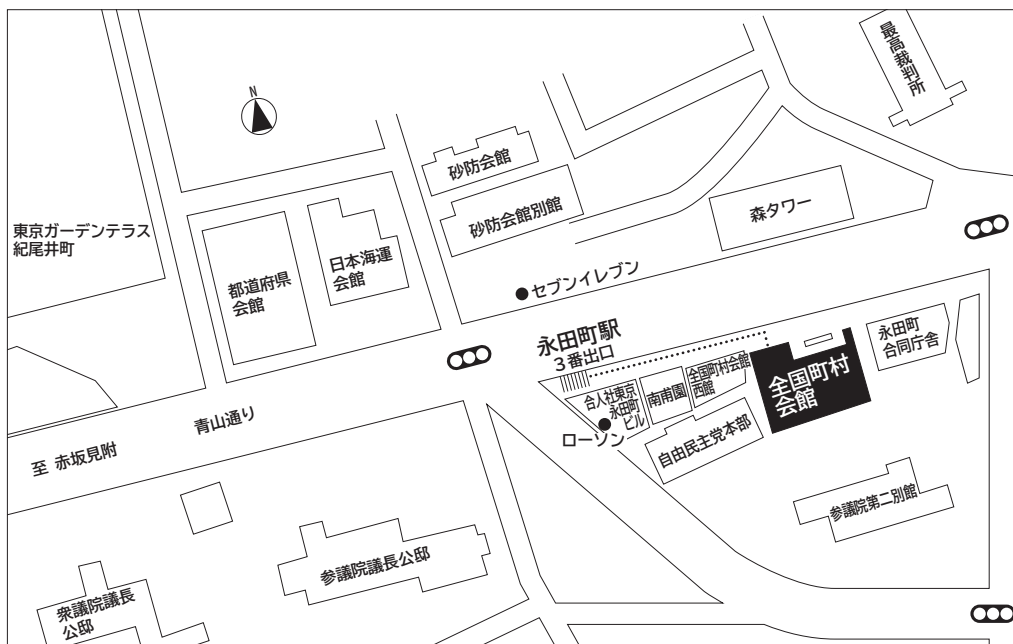 最高裁判所
N
砂防会館
砂防会館別館
森タワー
東京ガーデンテラス
紀尾井町
都道府県
会館
日本海運
会館
セブンイレブン
永田町駅
3番出口
永田町
合同庁舎
全国町村
会館
全国町村会館
西館
南甫園
合人社東京
永田町
ビル
ローソン
自由民主党本部
青山通り
至 赤坂見附
参議院第二別館
参議院議長公邸
衆議院議長
公邸